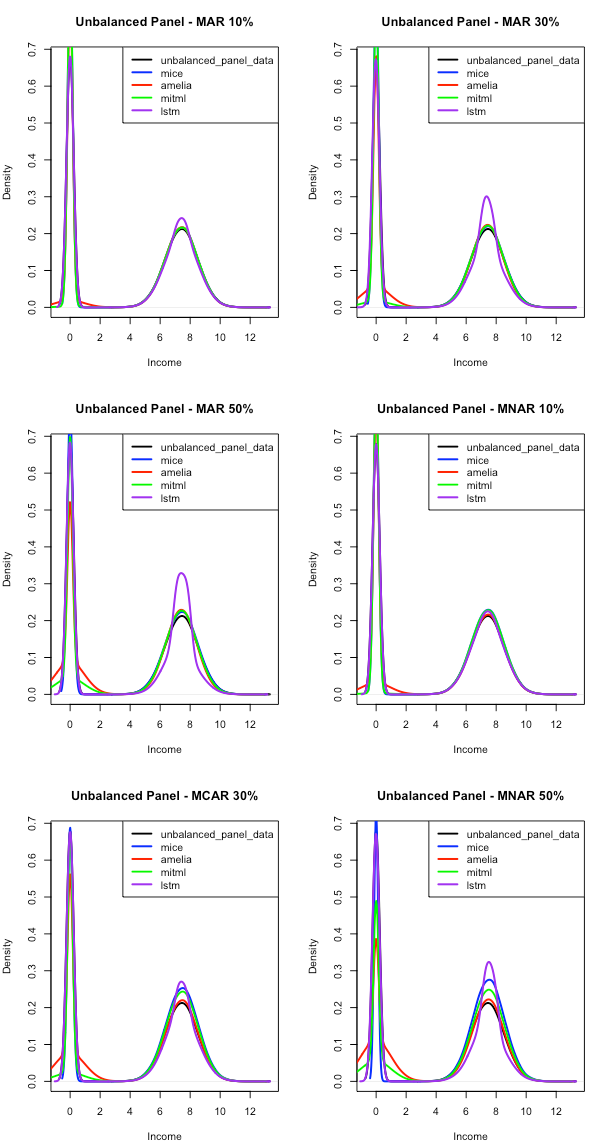 Unbalanced Panel - MAR 10%
0.7
0.6
0.5
0.4
0.3
0.2
0.1
0.0
Density
unbalanced_panel_data
mice
amelia
mitml
lstm
0 2 4 6 8 10 12
Income
Unbalanced Panel - MAR 30%
0.7
0.6
0.5
0.4
0.3
0.2
0.1
0.0
Density
unbalanced_panel_data
mice
amelia
mitml
lstm
0 2 4 6 8 10 12
Income
Unbalanced Panel - MAR 50%
0.7
0.6
0.5
0.4
0.3
0.2
0.1
0.0
Density
unbalanced_panel_data
mice
amelia
mitml
lstm
0 2 4 6 8 10 12
Income
Unbalanced Panel - MNAR 10%
0.7
0.6
0.5
0.4
0.3
0.2
0.1
0.0
Density
unbalanced_panel_data
mice
amelia
mitml
lstm
0 2 4 6 8 10 12
Income
Unbalanced Panel - MCAR 30%
0.7
0.6
0.5
0.4
0.3
0.2
0.1
0.0
Density
unbalanced_panel_data
mice
amelia
mitml
lstm
0 2 4 6 8 10 12
Income
Unbalanced Panel - MNAR 50%
0.7
0.6
0.5
0.4
0.3
0.2
0.1
0.0
Density
unbalanced_panel_data
mice
amelia
mitml
lstm
0 2 4 6 8 10 12
Income